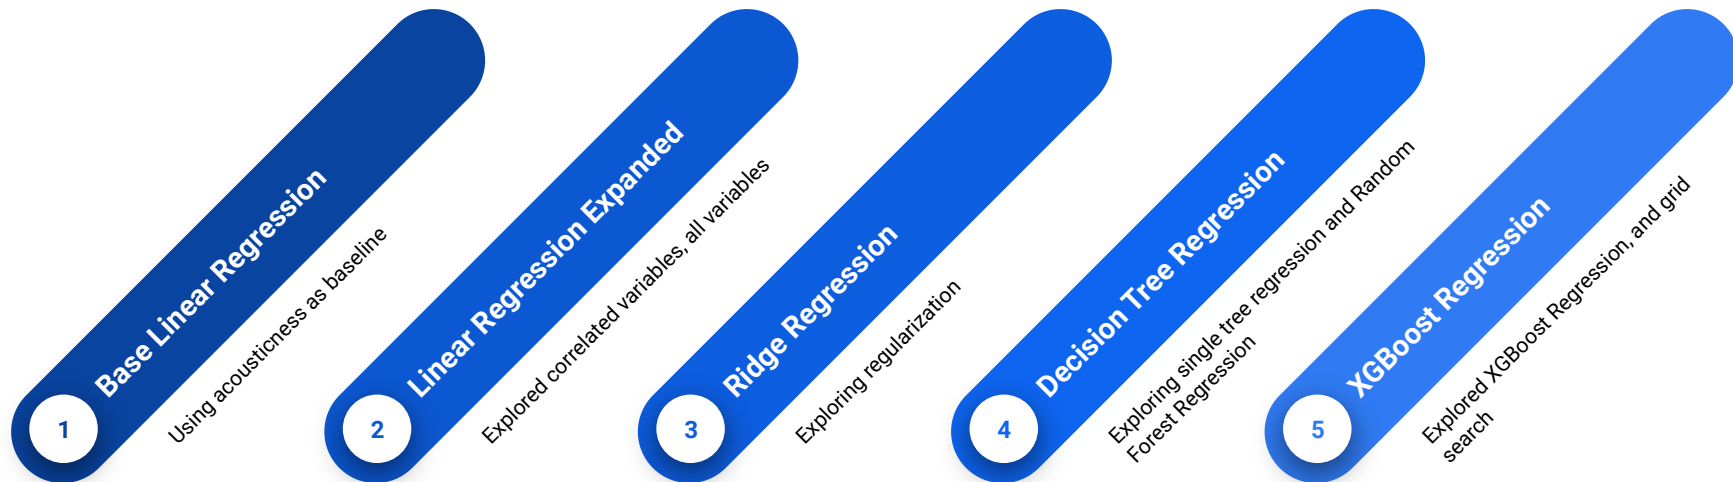 1
Base Linear Regression
Using acousticness as baseline
2
Linear Regression Expanded
Explored correlated variables, all variables
3
Ridge Regression
Exploring regularization
4
Decision Tree Regression
Exploring single tree regression and Random
Forest Regression
5
XGBoost Regression
Explored XGBoost Regression, and grid
search